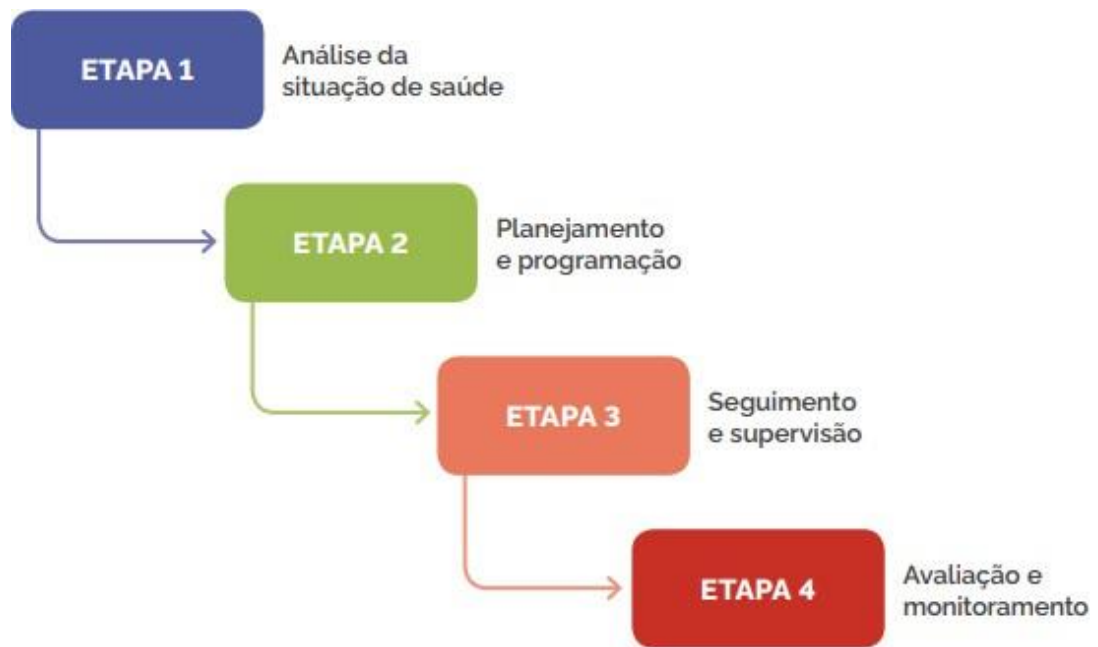 ETAPA 1
Análise da
situação de saúde
ETAPA 2
Planejamento
e programação
ETAPA 3
Seguimento
e supervisão
ETAPA 4
Avaliação e
monitoramento